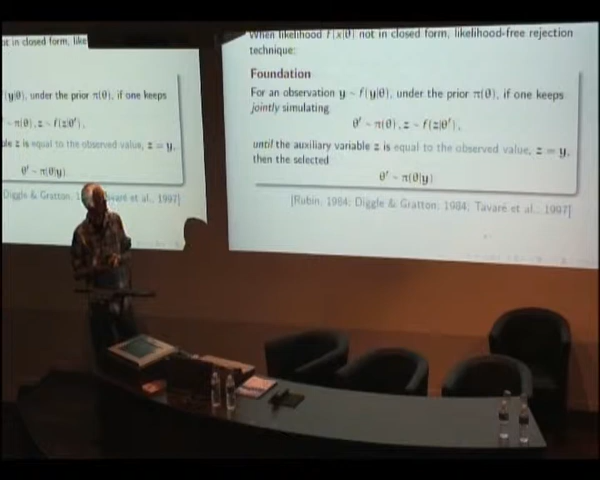 ot in closed form, like
(y|θ), under the prior π(θ), if one keeps
~ π(θ), z ~ f(z|θ′),
ble z is equal to the observed value, z = y,
θ′ ~ π(θ|y)
Diggle & Gratton, 1 Tavaré et al., 1997]
When likelihood f(x|θ) not in closed form, likelihood-free rejection
technique:
Foundation
For an observation y ~ f(y|θ), under the prior π(θ), if one keeps
jointly simulating
θ′ ~ π(θ), z ~ f(z|θ′),
until the auxiliary variable z is equal to the observed value, z = y,
then the selected
θ′ ~ π(θ|y)
[Rubin, 1984; Diggle & Gratton, 1984; Tavaré et al., 1997]